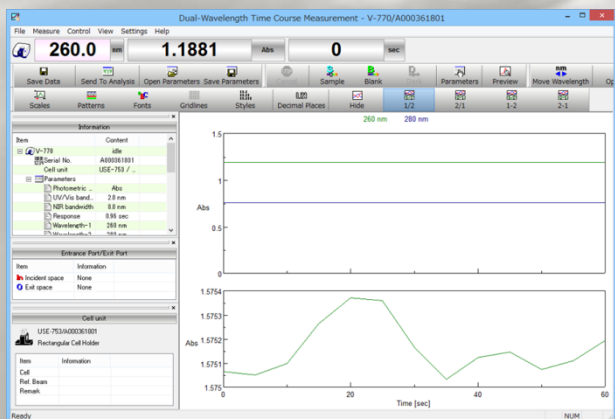 Dual-Wavelength Time Course Measurement - V-770/A000361801
File Measure Control View Settings Help
260.0 nm 1.1881 Abs 0 sec
Save Data Send To Analysis Open Parameters Save Parameters Sample Blank Parameters Preview Move Wavelength Op
Scales Patterns Fonts Gridlines Styles Decimal Places Hide 1/2 2/1 1-2 2-1
Information
Item Content
V-770 idle
Serial No. A000361801
Cell unit USE-753 / ...
Parameters
Photometric ... Abs
UV/Vis band... 2.0 nm
NIR bandwidth 8.0 nm
Response 0.96 sec
Wavelength-1 260 nm
Wavelength-2 280 nm
Entrance Port/Exit Port
Item Information
Incident space None
Exit space None
Cell unit
USE-753/A000361801
Rectangular Cell Holder
Item Information
Cell
Ref. Beam
Remark
260 nm 280 nm
1.5
1
Abs
0.5
0
1.5754
1.5753
1.5752
Abs
1.5751
1.575
0 20 40 60
Time [sec]
Ready NUM